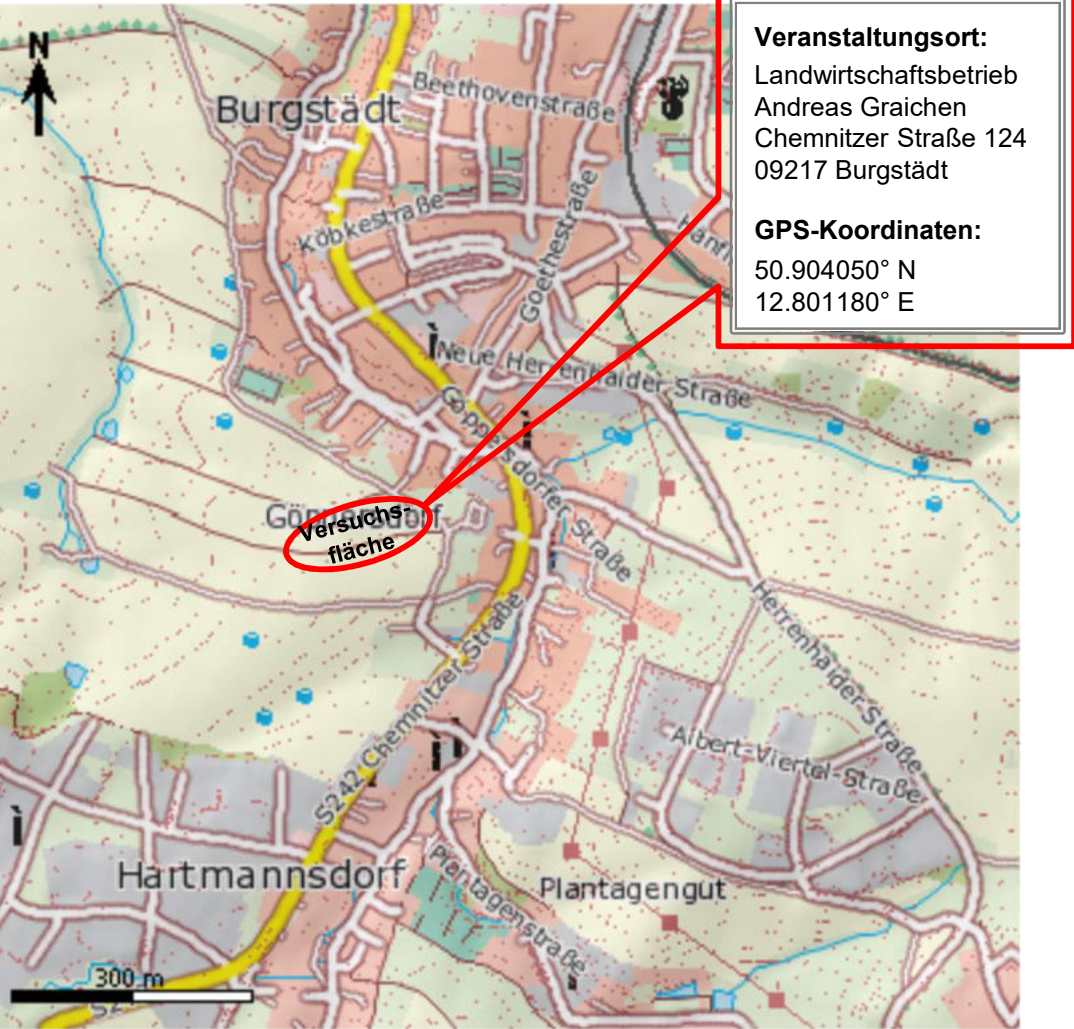 N
Burgstädt
Beethovenstraße
Köbkestraße
Goethestraße
Neue Herrenhaider Straße
Göppersdorfer Straße
Göppersdorf
Versuchs-
fläche
Herrenhaider Straße
Albert-Viertel-Straße
S242 Chemnitzer Straße
Hartmannsdorf
Plantagengut
Plantagenstraße
300 m
Veranstaltungsort:
Landwirtschaftsbetrieb
Andreas Graichen
Chemnitzer Straße 124
09217 Burgstädt
GPS-Koordinaten:
50.904050° N
12.801180° E